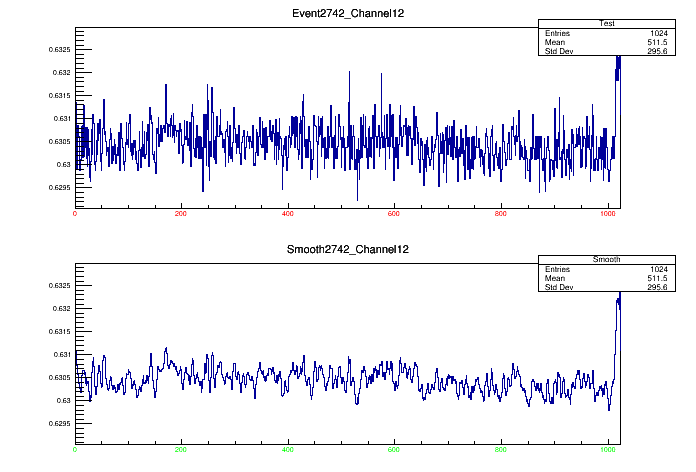 Event2742_Channel12
Test
Entries 1024
Mean 511.5
Std Dev 295.6
0.6325
0.632
0.6315
0.631
0.6305
0.63
0.6295
0 200 400 600 800 1000
Smooth2742_Channel12
Smooth
Entries 1024
Mean 511.5
Std Dev 295.6
0.6325
0.632
0.6315
0.631
0.6305
0.63
0.6295
0 200 400 600 800 1000